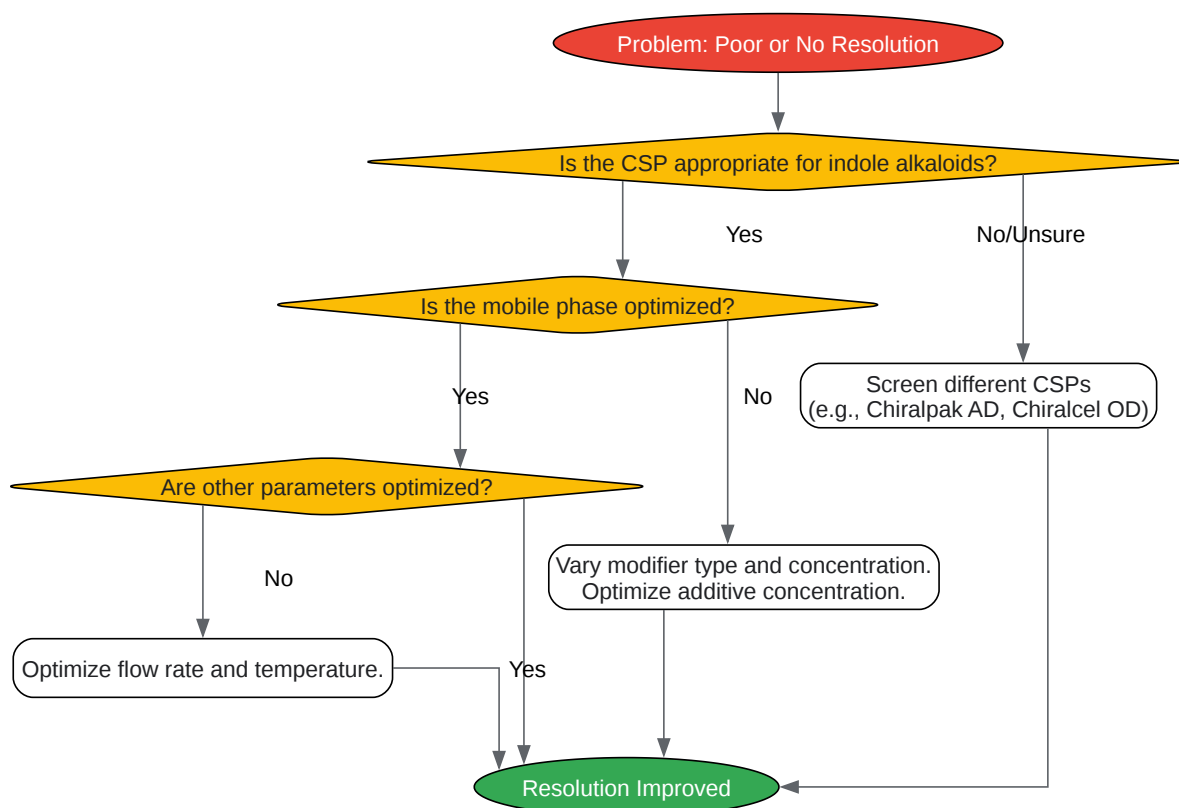 Problem: Poor or No Resolution
Is the CSP appropriate for indole alkaloids?
Yes
No/Unsure
Is the mobile phase optimized?
Screen different CSPs
(e.g., Chiralpak AD, Chiralcel OD)
Yes
No
Are other parameters optimized?
Vary modifier type and concentration.
Optimize additive concentration.
No
Optimize flow rate and temperature.
Yes
Resolution Improved